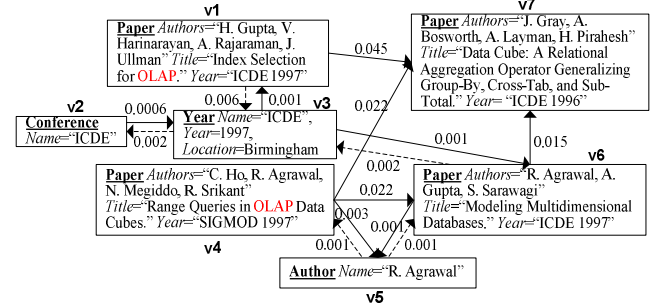 v1
Paper Authors="H. Gupta, V.
Harinarayan, A. Rajaraman, J.
Ullman" Title="Index Selection
for OLAP." Year="ICDE 1997"
v7
Paper Authors="J. Gray, A.
Bosworth, A. Layman, H. Pirahesh"
Title="Data Cube: A Relational
Aggregation Operator Generalizing
Group-By, Cross-Tab, and Sub-
Total." Year= "ICDE 1996"
0.045
0.006
0.001
0.022
v2
Conference
Name="ICDE"
0.0006
0.002
v3
Year Name="ICDE",
Year=1997,
Location=Birmingham
0.001
0.002
0.015
v6
Paper Authors="C. Ho, R. Agrawal,
N. Megiddo, R. Srikant"
Title="Range Queries in OLAP Data
Cubes." Year="SIGMOD 1997"
v4
0.022
0.003
0.001
0.001
0.001
Paper Authors="R. Agrawal, A.
Gupta, S. Sarawagi"
Title="Modeling Multidimensional
Databases." Year="ICDE 1997"
Author Name="R. Agrawal"
v5